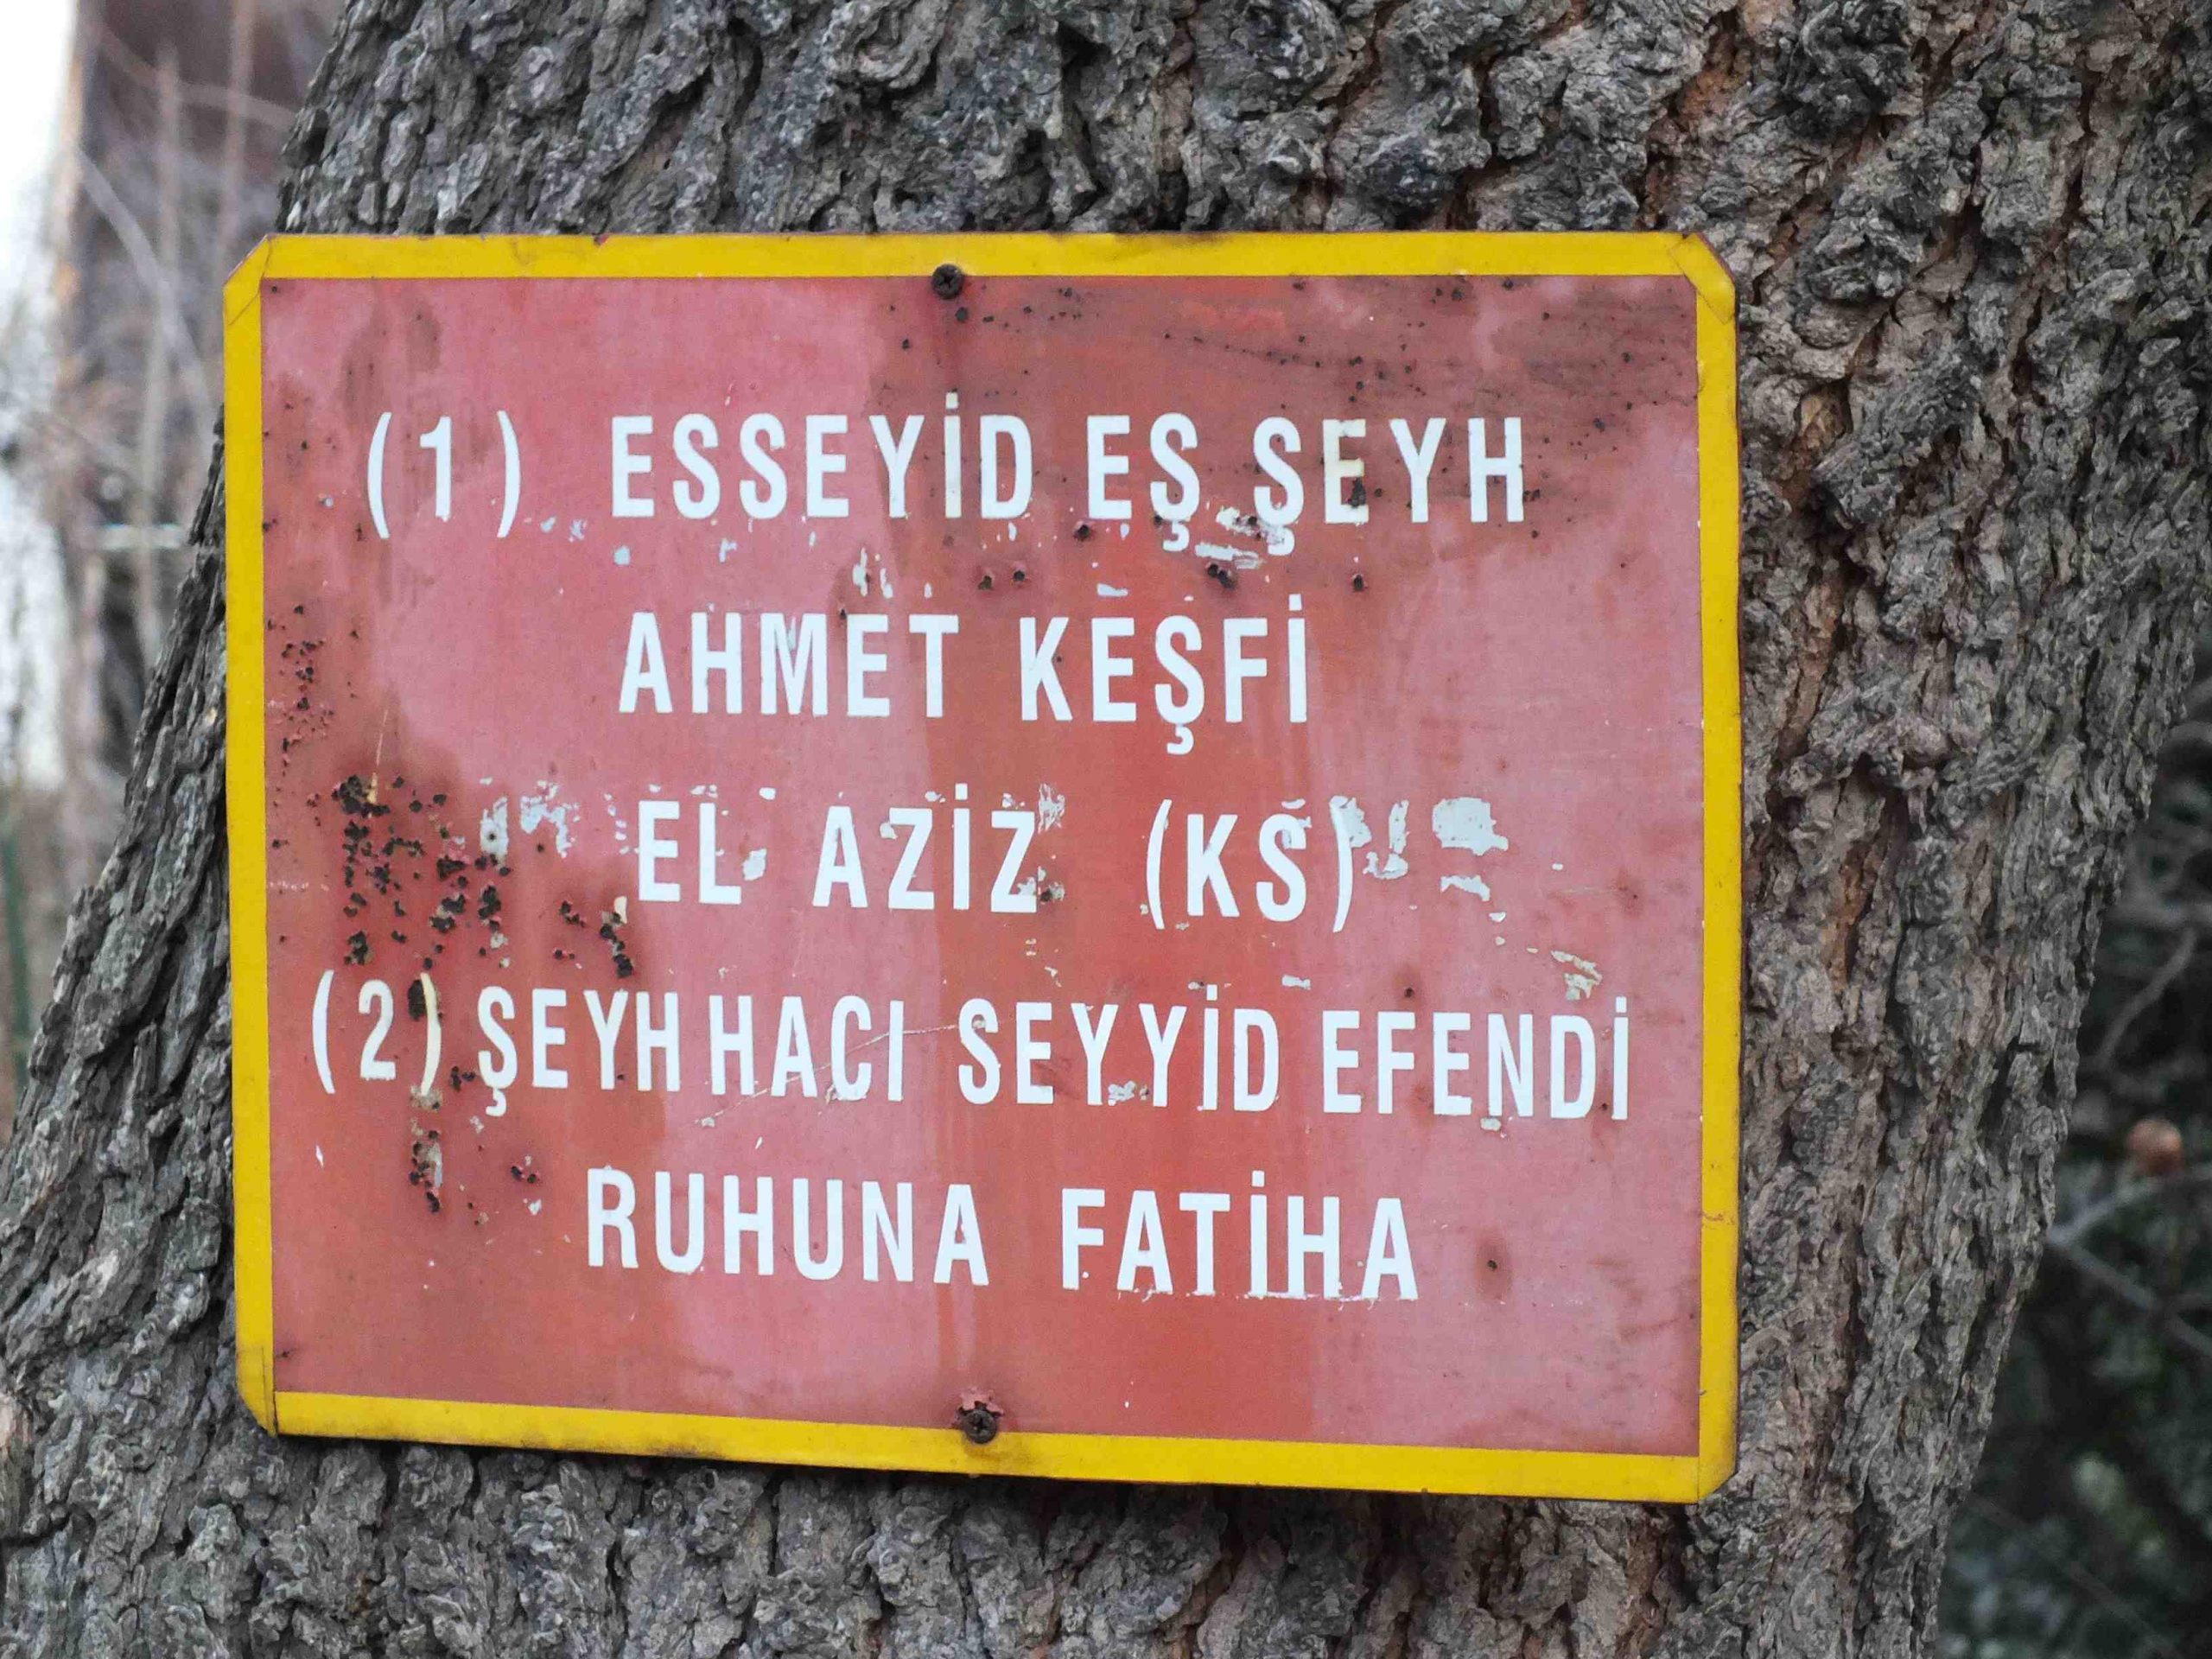 (1) ESSEYİD EŞ ŞEYH
AHMET KEŞFİ
EL AZİZ (KS)
(2) ŞEYH HACI SEYYİD EFENDİ
RUHUNA FATİHA